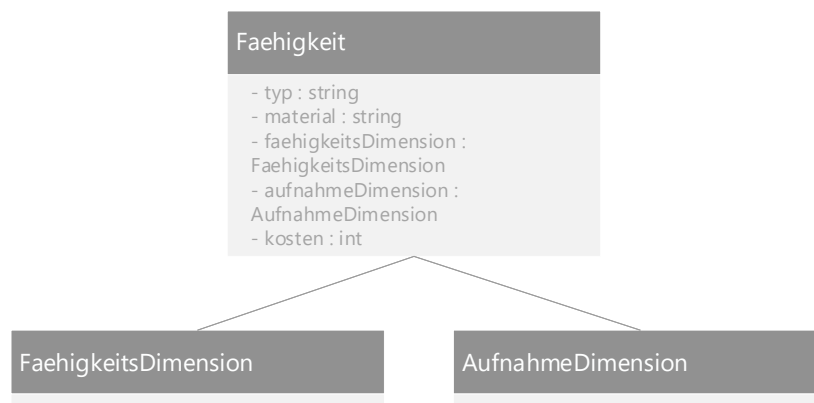 Faehigkeit
- typ : string
- material : string
- faehigkeitsDimension :
FaehigkeitsDimension
- aufnahmeDimension :
AufnahmeDimension
- kosten : int
FaehigkeitsDimension
AufnahmeDimension